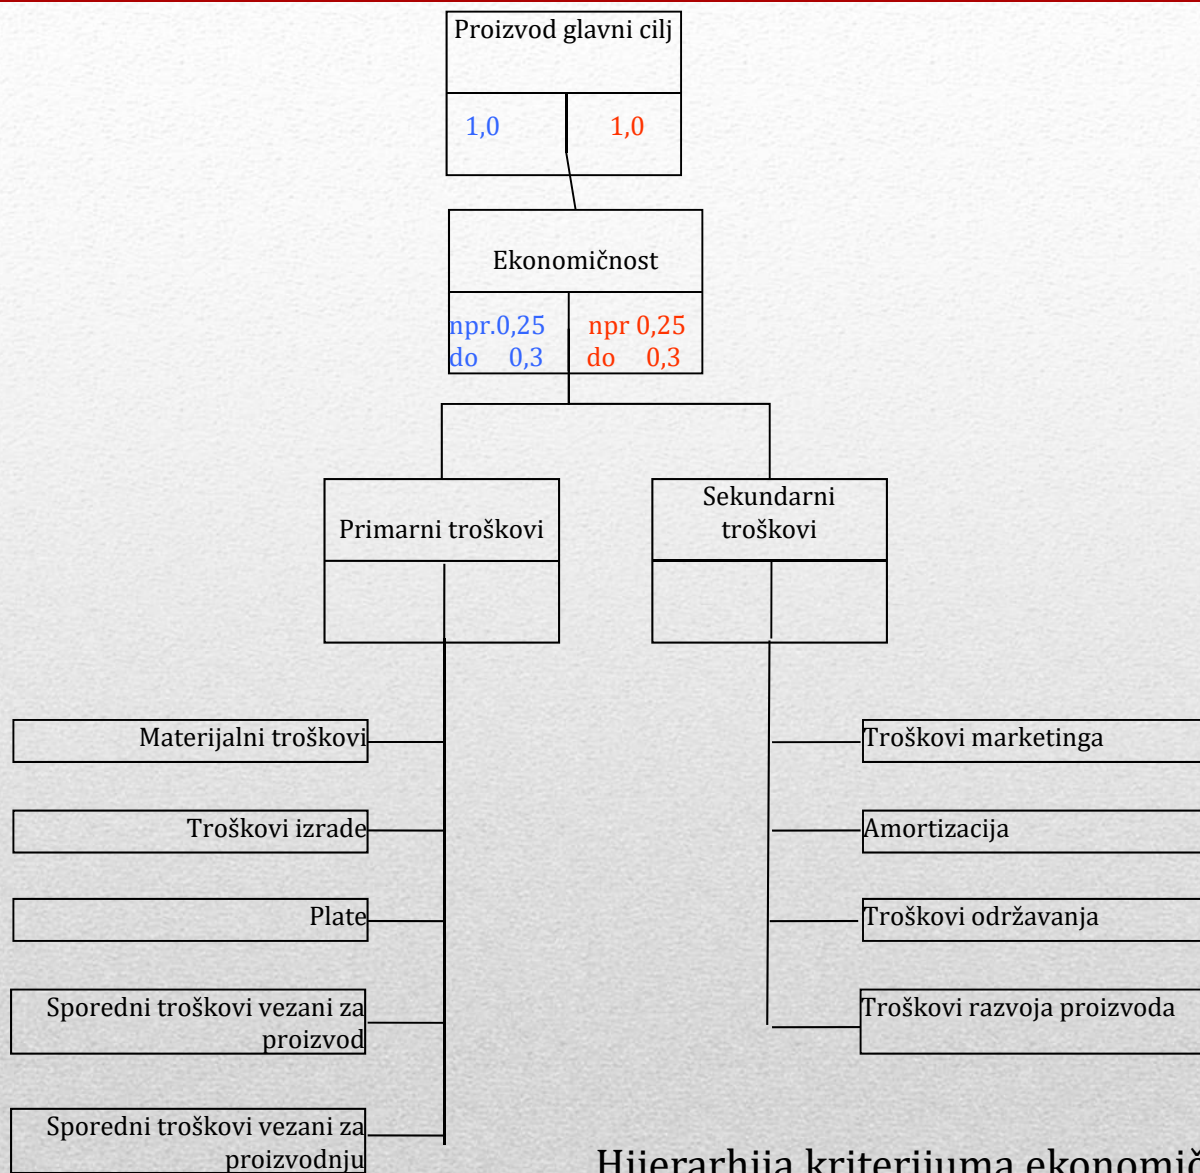 Proizvod glavni cilj
1,0 1,0
Ekonomičnost
npr.0,25 npr 0,25
do 0,3 do 0,3
Primarni troškovi
Sekundarni
troškovi
Materijalni troškovi
Troškovi izrade
Plate
Sporedni troškovi vezani za
proizvod
Sporedni troškovi vezani za
proizvodnju
Troškovi marketinga
Amortizacija
Troškovi održavanja
Troškovi razvoja proizvoda
Hijerarhija kriterijuma